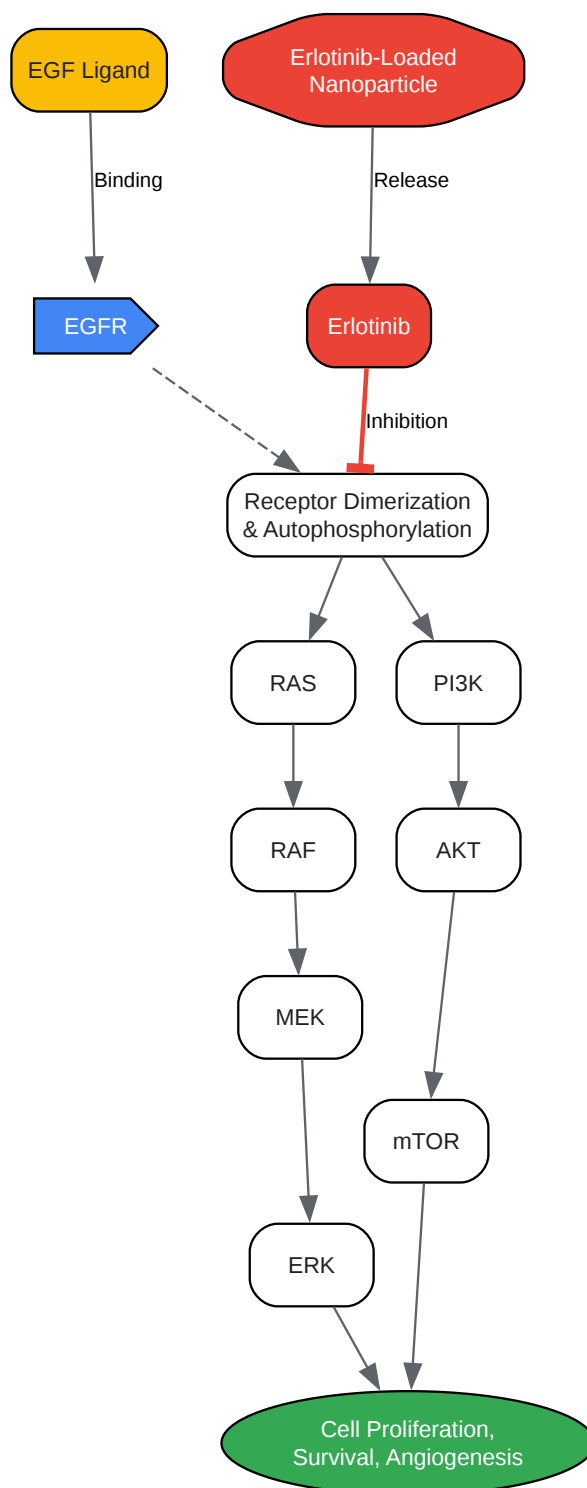 EGF Ligand
Erlotinib-Loaded
Nanoparticle
Binding
Release
EGFR
Erlotinib
Inhibition
Receptor Dimerization
& Autophosphorylation
RAS
PI3K
RAF
AKT
MEK
mTOR
ERK
Cell Proliferation,
Survival, Angiogenesis